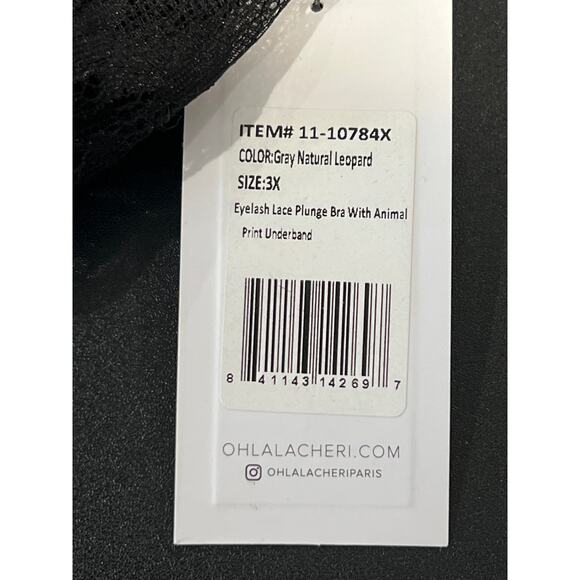 ITEM# 11-10784X
COLOR:Gray Natural Leopard
SIZE:3X
Eyelash Lace Plunge Bra With Animal
Print Underband
8 41143 14269 7
OHLALACHERI.COM
OHLALACHERIPARIS